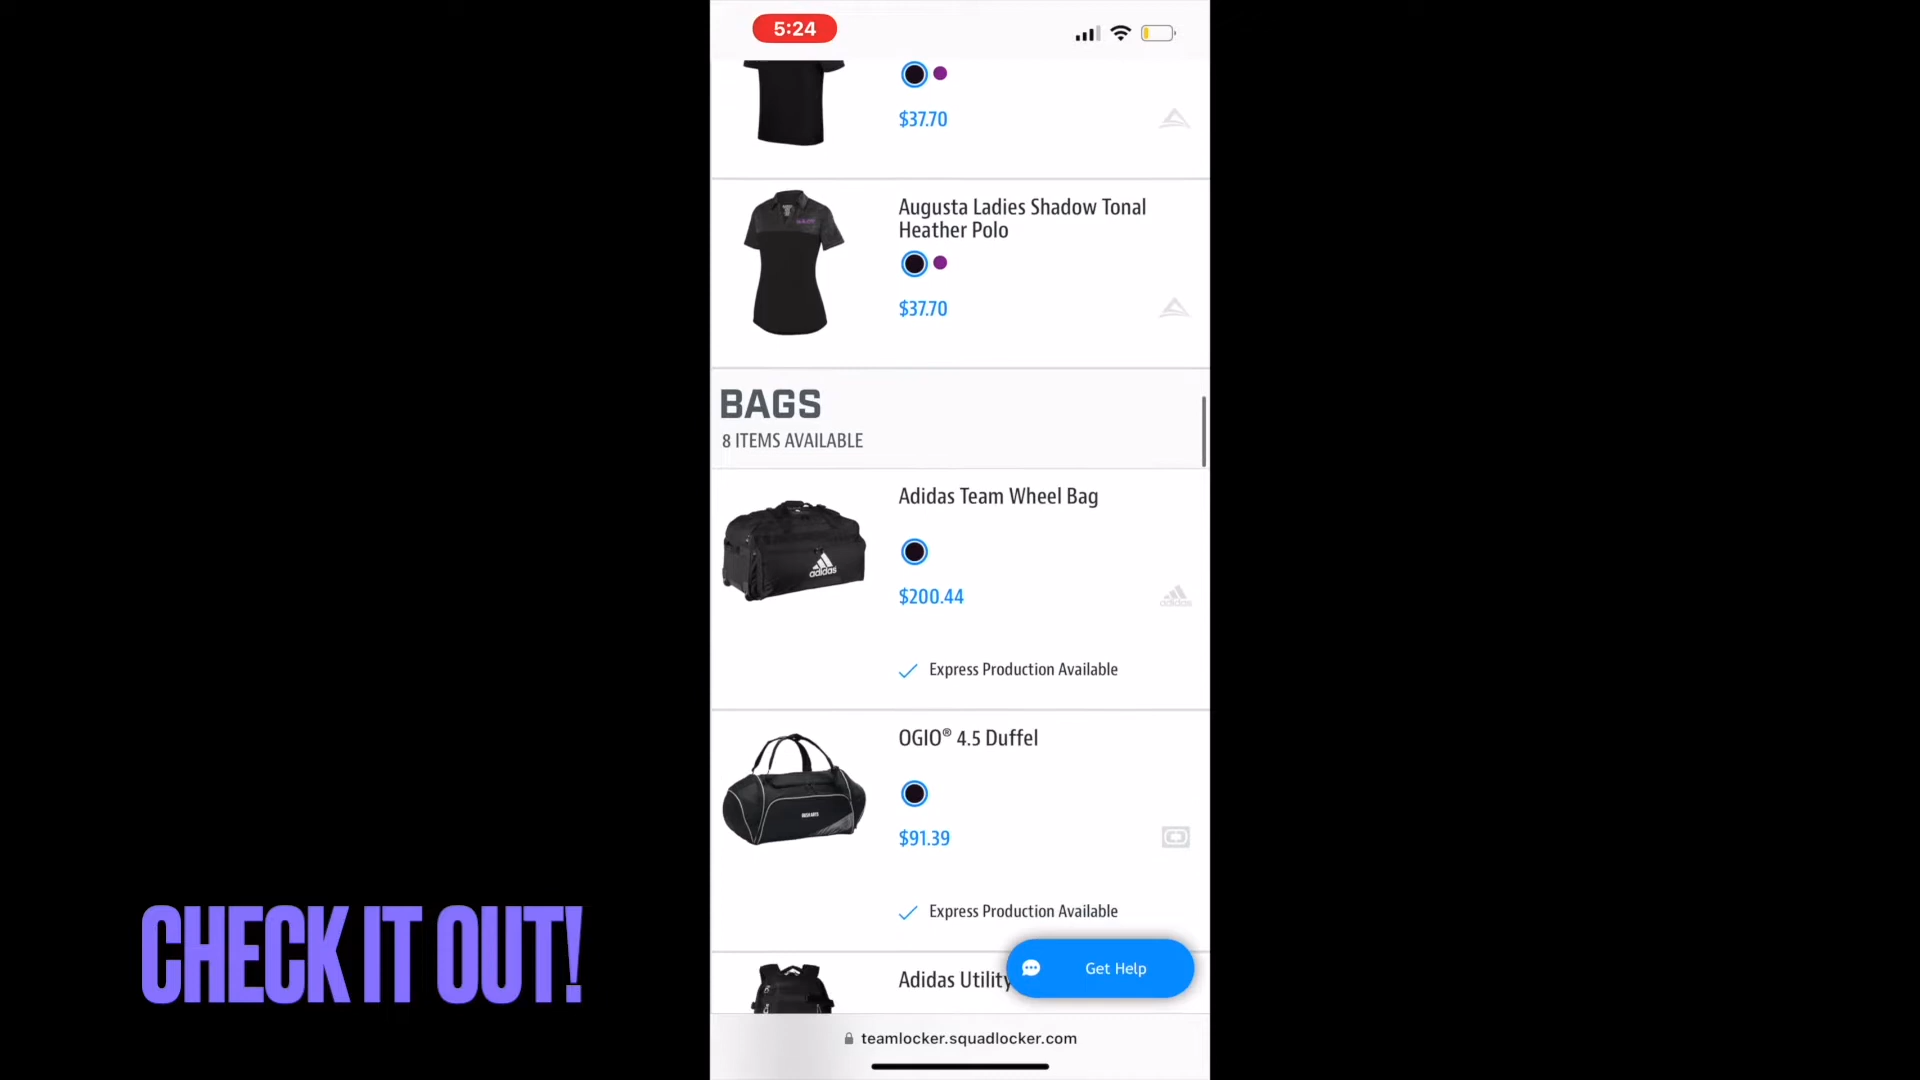 5:24
$37.70
Augusta Ladies Shadow Tonal
Heather Polo
$37.70
BAGS
8 ITEMS AVAILABLE
Adidas Team Wheel Bag
adidas
$200.44
adidas
Express Production Available
OGIO® 4.5 Duffel
$91.39
Express Production Available
Adidas Utility
Get Help
teamlocker.squadlocker.com
CHECK IT OUT!